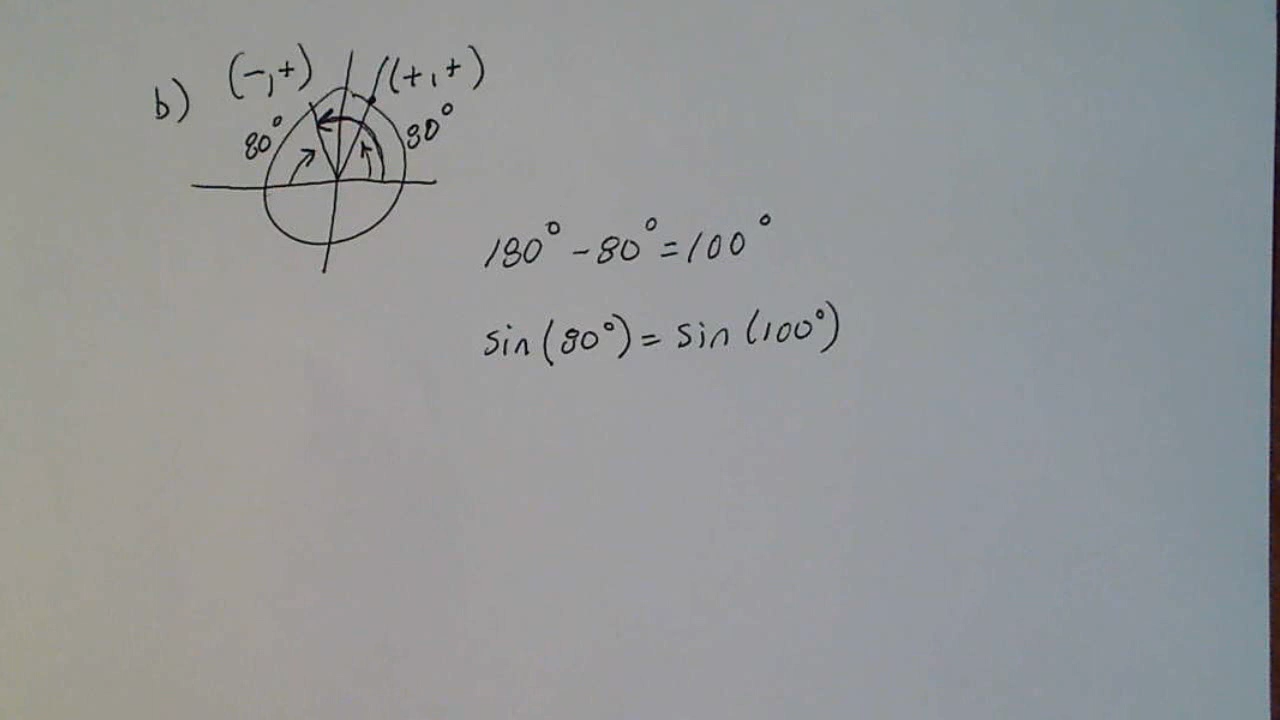 b) (-,+) (+,+)
80° 80°
180° - 80° = 100°
sin(80°) = sin(100°)